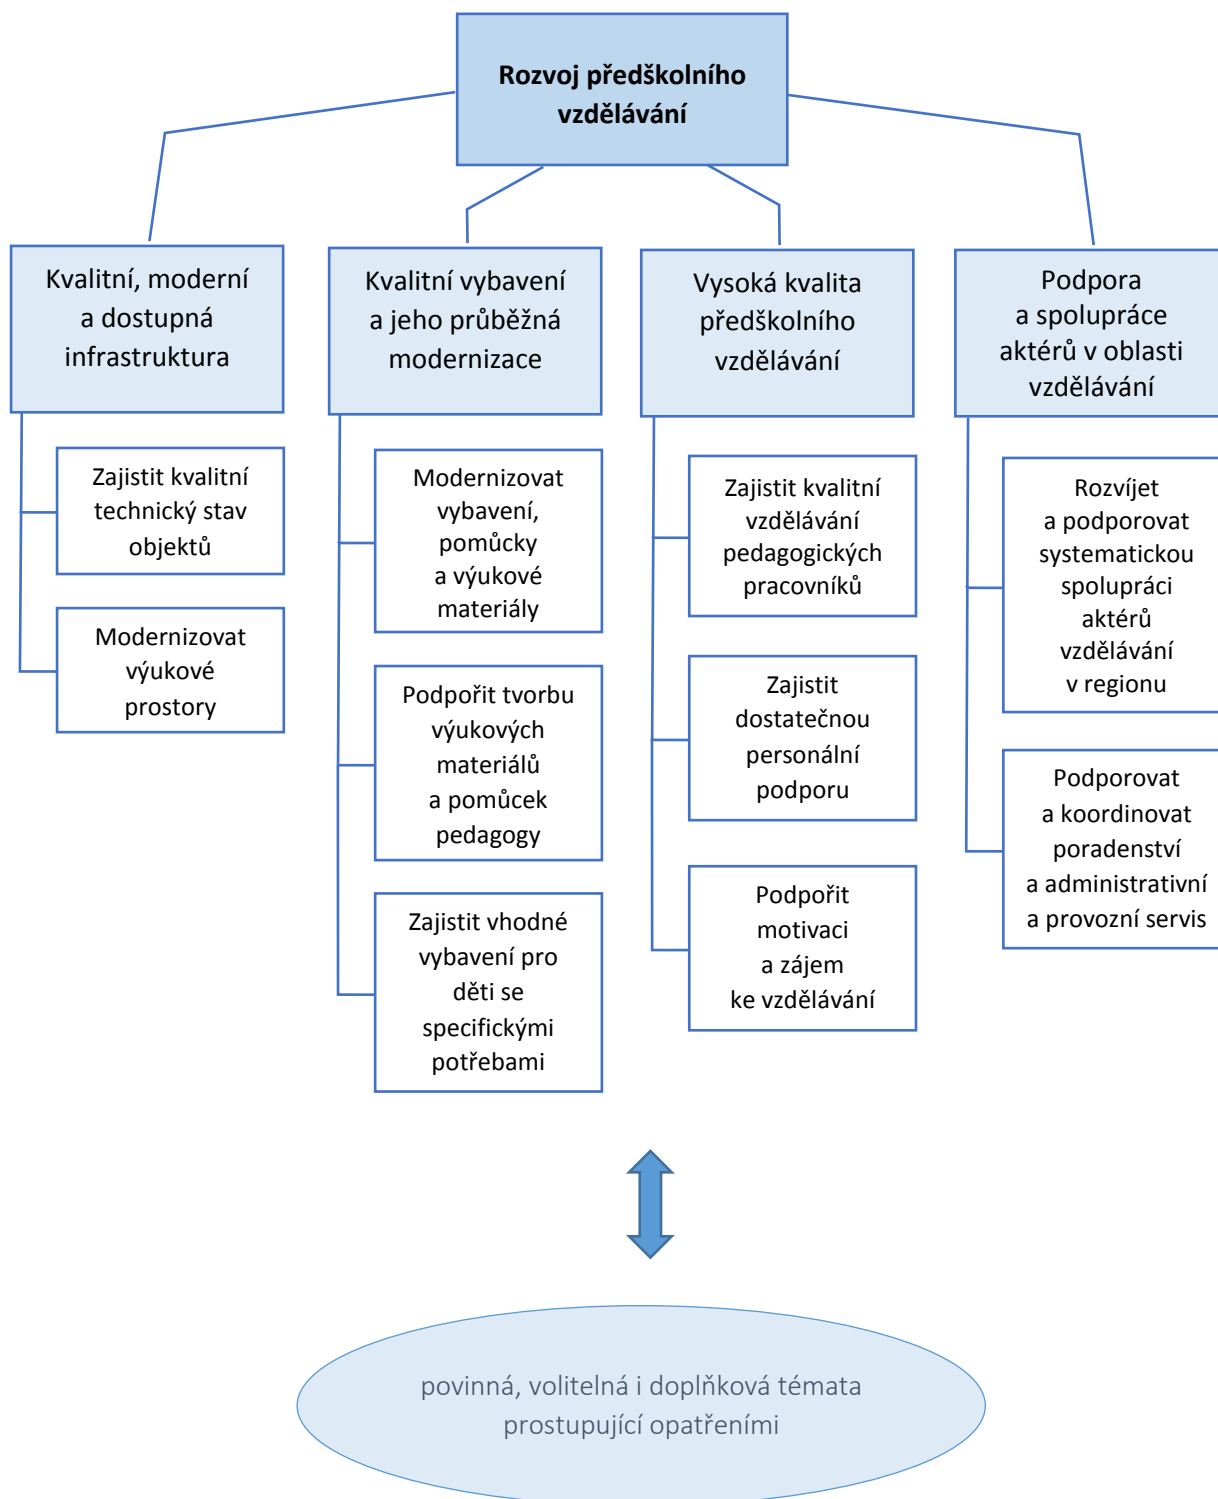 Rozvoj předškolního
vzdělávání
Kvalitní, moderní
a dostupná
infrastruktura
Zajistit kvalitní
technický stav
objektů
Modernizovat
výukové
prostory
Kvalitní vybavení
a jeho průběžná
modernizace
Modernizovat
vybavení,
pomůcky
a výukové
materiály
Podpořit tvorbu
výukových
materiálů
a pomůcek
pedagogy
Zajistit vhodné
vybavení pro
děti se
specifickými
potřebami
Vysoká kvalita
předškolního
vzdělávání
Zajistit kvalitní
vzdělávání
pedagogických
pracovníků
Zajistit
dostatečnou
personální
podporu
Podpořit
motivaci
a zájem
ke vzdělávání
Podpora
a spolupráce
aktérů v oblasti
vzdělávání
Rozvíjet
a podporovat
systematickou
spolupráci
aktérů
vzdělávání
v regionu
Podporovat
a koordinovat
poradenství
a administrativní
a provozní servis
povinná, volitelná i doplňková témata
prostupující opatřeními